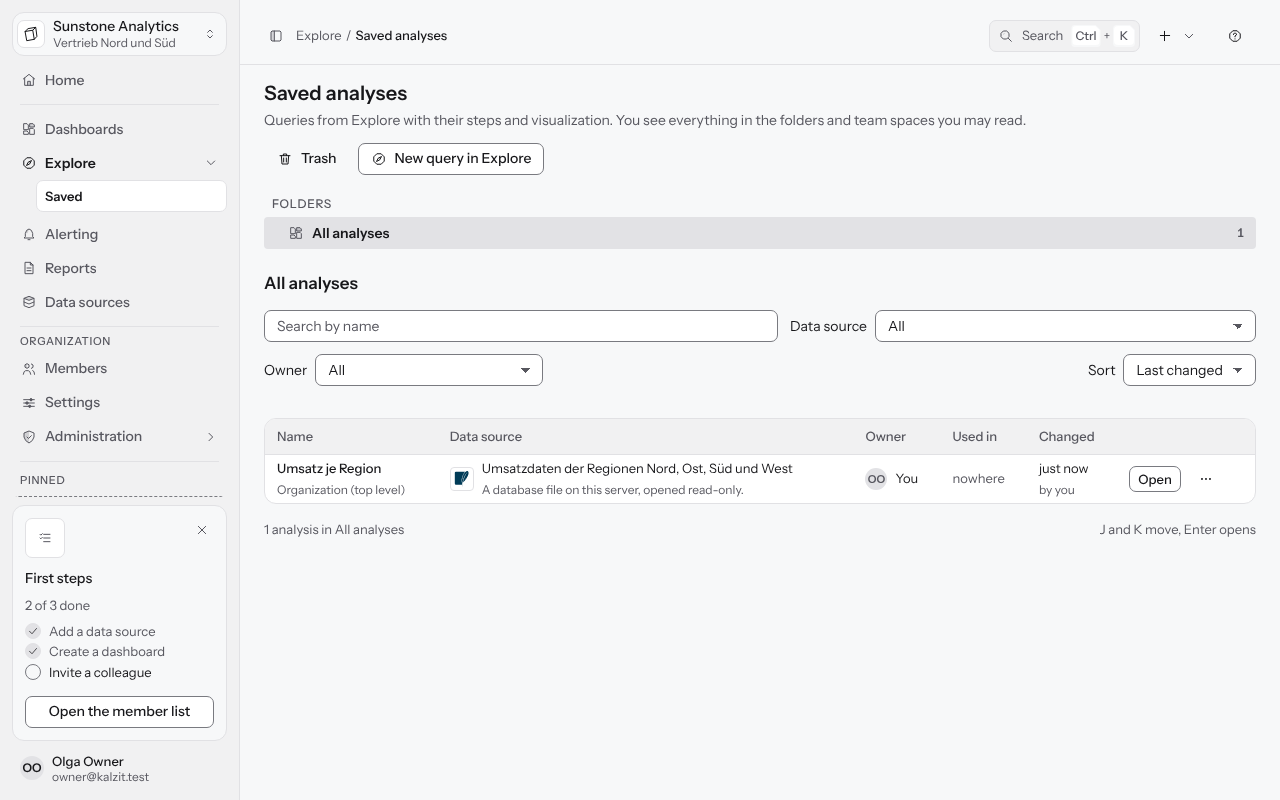 Sunstone Analytics
Vertrieb Nord und Süd
Home
Dashboards
Explore
Saved
Alerting
Reports
Data sources
ORGANIZATION
Members
Settings
Administration
PINNED
First steps
2 of 3 done
Add a data source
Create a dashboard
Invite a colleague
Open the member list
OO Olga Owner
owner@kalzit.test
Explore / Saved analyses
Search Ctrl + K
Saved analyses
Queries from Explore with their steps and visualization. You see everything in the folders and team spaces you may read.
Trash New query in Explore
FOLDERS
All analyses 1
All analyses
Search by name Data source All
Owner All Sort Last changed
Name Data source Owner Used in Changed
Umsatz je Region Umsatzdaten der Regionen Nord, Ost, Süd und West OO You nowhere just now Open
Organization (top level) A database file on this server, opened read-only. by you
1 analysis in All analyses J and K move, Enter opens